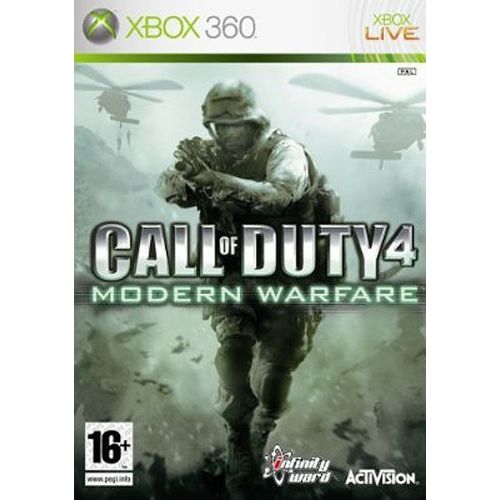 XBOX 360
XBOX
LIVE
PAL
CALL OF DUTY 4
MODERN WARFARE
16+
www.pegi.info
infinity
ward
ACTIVISION